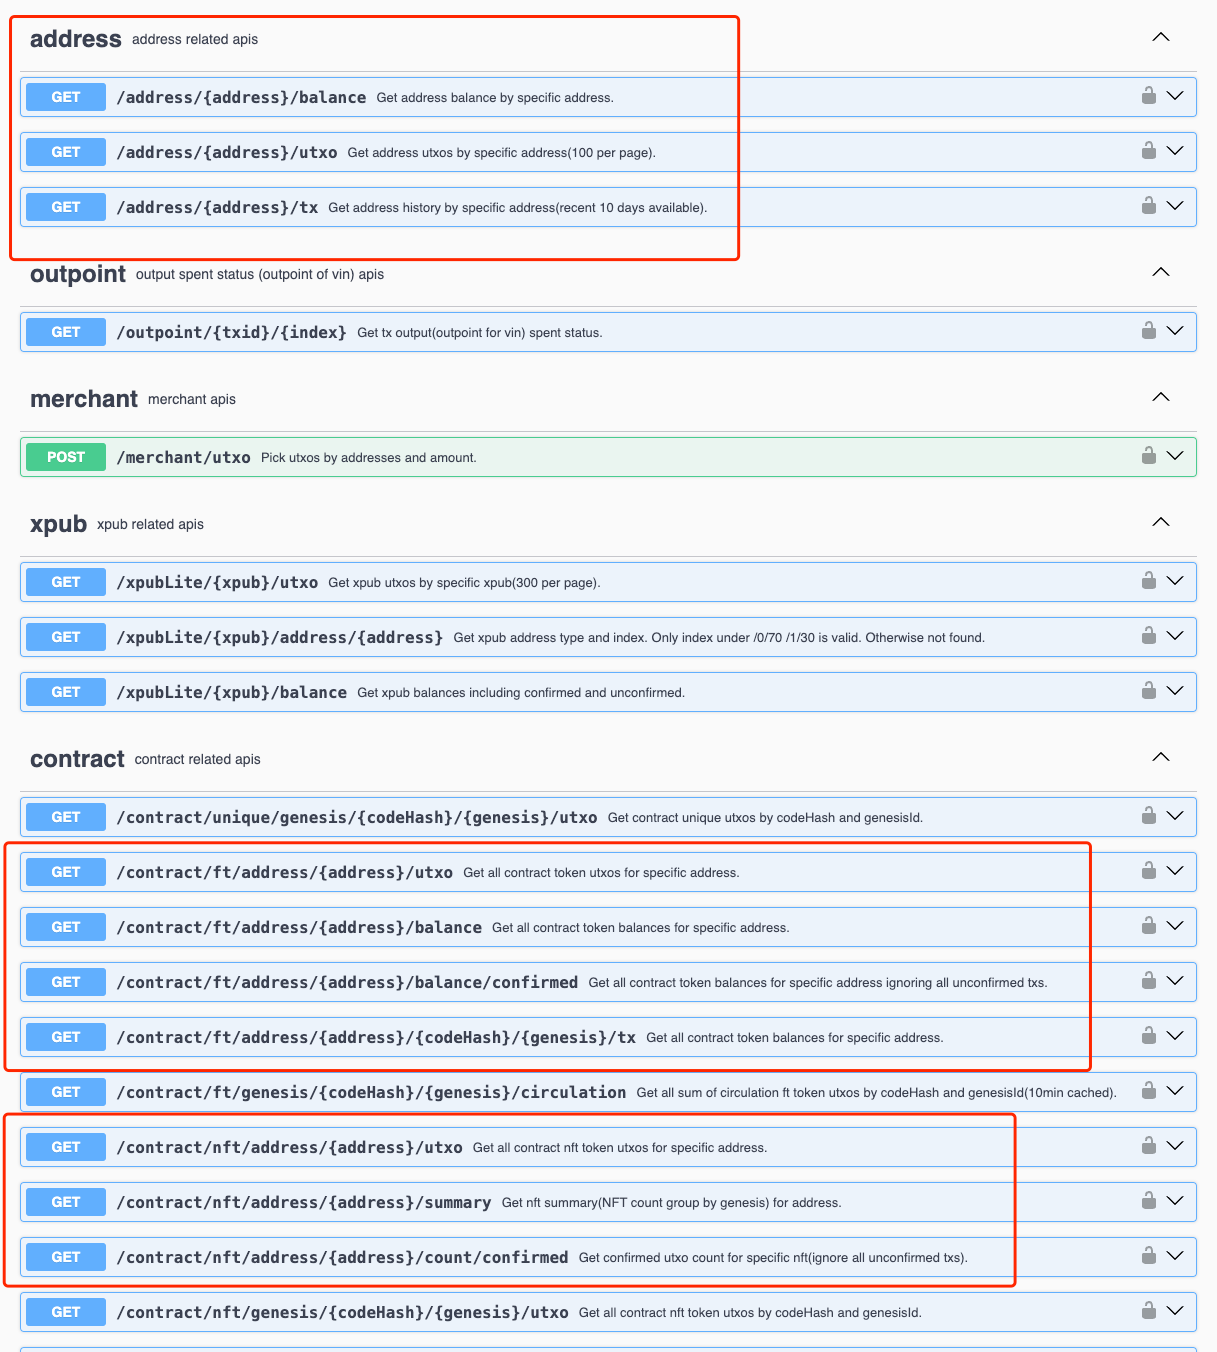 address address related apis
GET /address/{address}/balance Get address balance by specific address.
GET /address/{address}/utxo Get address utxos by specific address(100 per page).
GET /address/{address}/tx Get address history by specific address(recent 10 days available).
outpoint output spent status (outpoint of vin) apis
GET /outpoint/{txid}/{index} Get tx output(outpoint for vin) spent status.
merchant merchant apis
POST /merchant/utxo Pick utxos by addresses and amount.
xpub xpub related apis
GET /xpubLite/{xpub}/utxo Get xpub utxos by specific xpub(300 per page).
GET /xpubLite/{xpub}/address/{address} Get xpub address type and index. Only index under /0/70 /1/30 is valid. Otherwise not found.
GET /xpubLite/{xpub}/balance Get xpub balances including confirmed and unconfirmed.
contract contract related apis
GET /contract/unique/genesis/{codeHash}/{genesis}/utxo Get contract unique utxos by codeHash and genesisId.
GET /contract/ft/address/{address}/utxo Get all contract token utxos for specific address.
GET /contract/ft/address/{address}/balance Get all contract token balances for specific address.
GET /contract/ft/address/{address}/balance/confirmed Get all contract token balances for specific address ignoring all unconfirmed txs.
GET /contract/ft/address/{address}/{codeHash}/{genesis}/tx Get all contract token balances for specific address.
GET /contract/ft/genesis/{codeHash}/{genesis}/circulation Get all sum of circulation ft token utxos by codeHash and genesisId(10min cached).
GET /contract/nft/address/{address}/utxo Get all contract nft token utxos for specific address.
GET /contract/nft/address/{address}/summary Get nft summary(NFT count group by genesis) for address.
GET /contract/nft/address/{address}/count/confirmed Get confirmed utxo count for specific nft(ignore all unconfirmed txs).
GET /contract/nft/genesis/{codeHash}/{genesis}/utxo Get all contract nft token utxos by codeHash and genesisId.